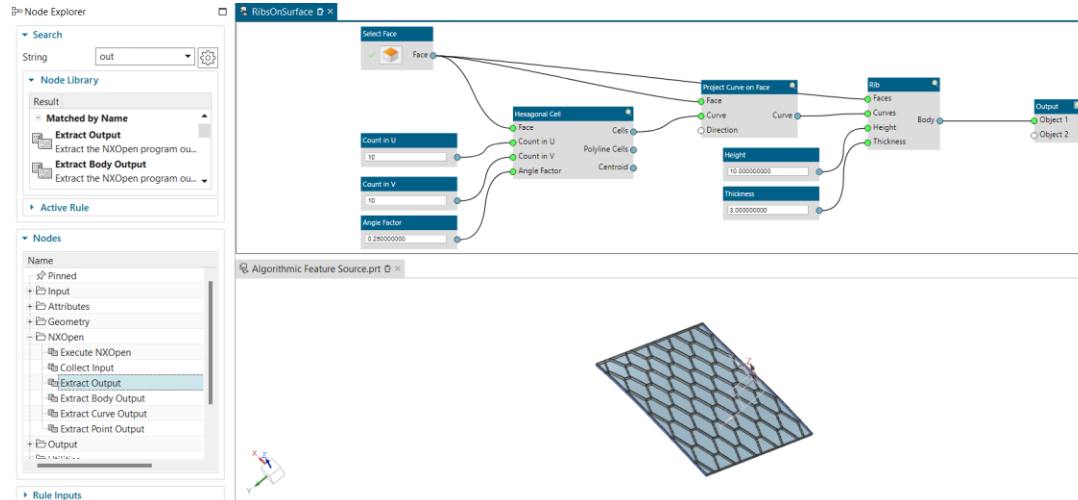 Node Explorer
Search
String
out
Node Library
Result
Matched by Name
Extract Output
Extract the NXOpen program ou...
Extract Body Output
Extract the NXOpen program ou...
Active Rule
Nodes
Name
Pinned
Input
Attributes
Geometry
NXOpen
Execute NXOpen
Collect Input
Extract Output
Extract Body Output
Extract Curve Output
Extract Point Output
Output
Utilities
Rule Inputs
RibsOnSurface
Select Face
Face
Count in U
10
Count in V
10
Angle Factor
0.250000000
Hexagonal Cell
Face
Cells
Count in U
Polyline Cells
Count in V
Centroid
Angle Factor
Project Curve on Face
Face
Curve
Curve
Direction
Height
10.000000000
Thickness
3.000000000
Rib
Faces
Curves
Body
Height
Thickness
Output
Object 1
Object 2
Algorithmic Feature Source.prt
Z
X
Z
Y